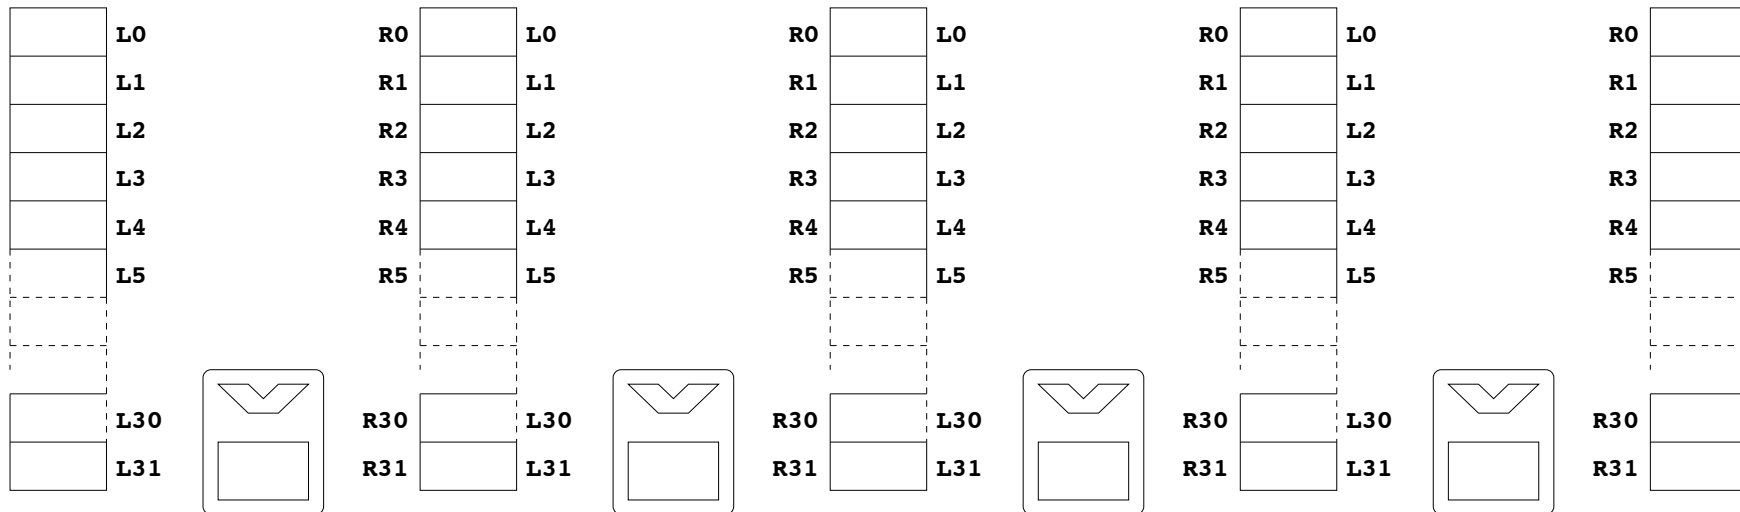 L0 R0 L0 R0 L0 R0 L0 R0
L1 R1 L1 R1 L1 R1 L1 R1
L2 R2 L2 R2 L2 R2 L2 R2
L3 R3 L3 R3 L3 R3 L3 R3
L4 R4 L4 R4 L4 R4 L4 R4
L5 R5 L5 R5 L5 R5 L5 R5
L30 R30 L30 R30 L30 R30 L30 R30
L31 R31 L31 R31 L31 R31 L31 R31